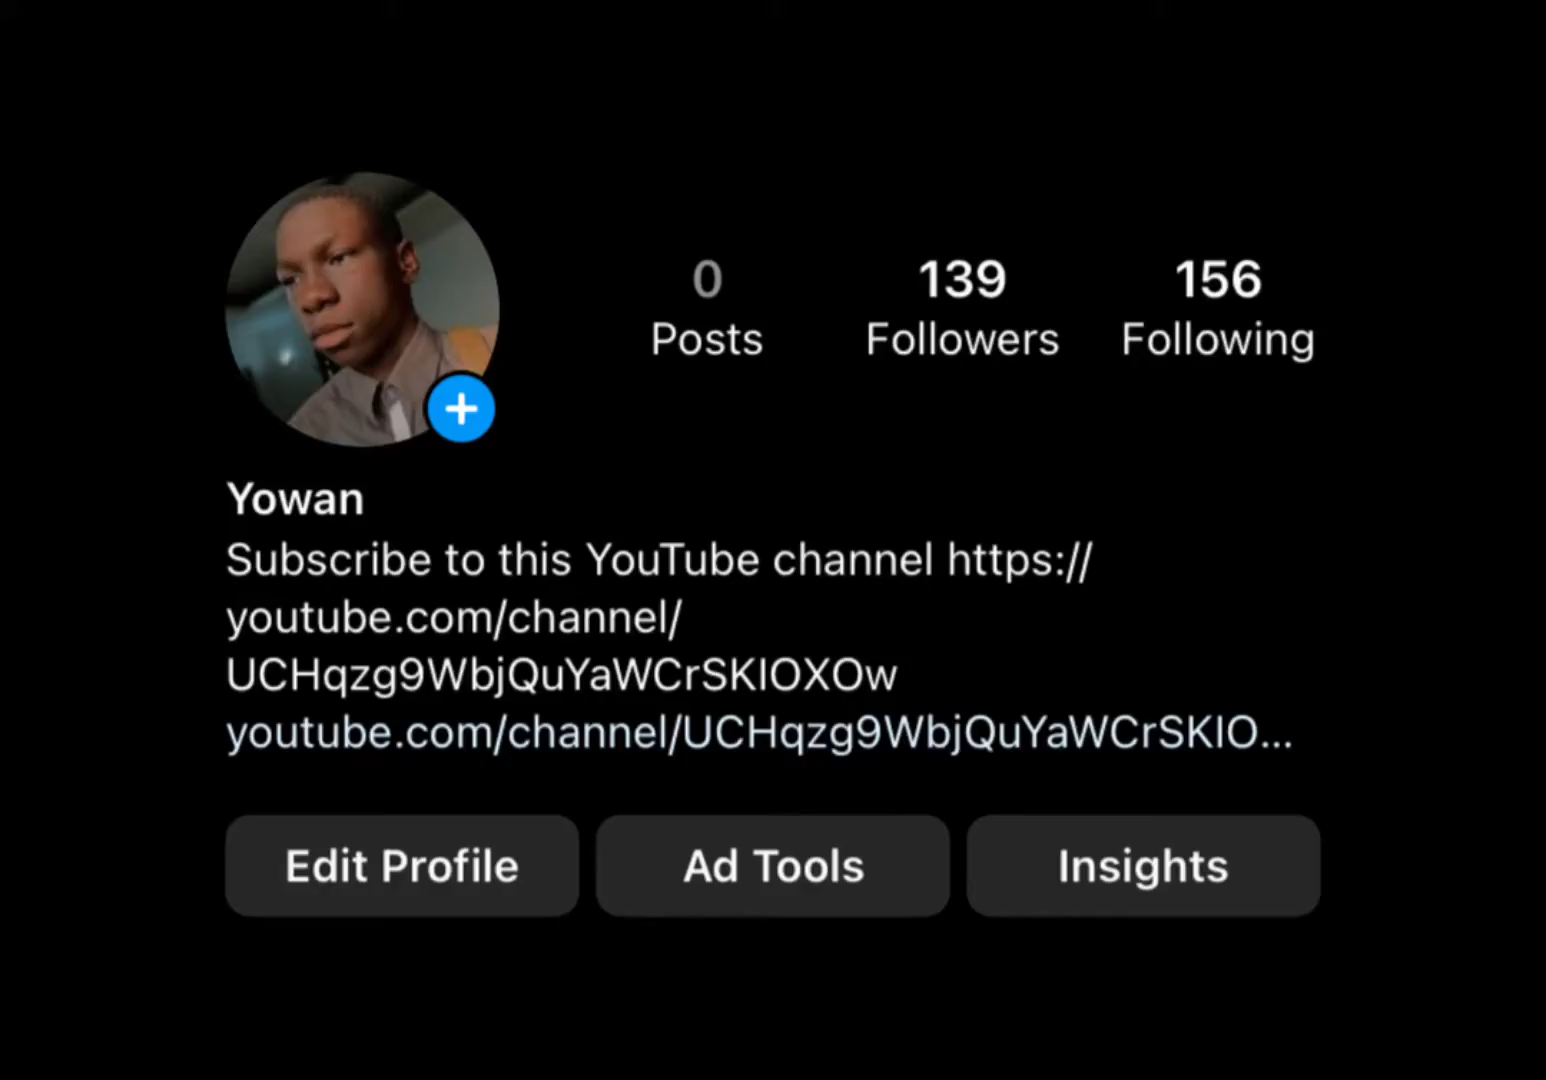 0 139 156
Posts Followers Following
Yowan
Subscribe to this YouTube channel https://
youtube.com/channel/
UCHqzg9WbjQuYaWCrSKIOXOw
youtube.com/channel/UCHqzg9WbjQuYaWCrSKIO...
Edit Profile Ad Tools Insights